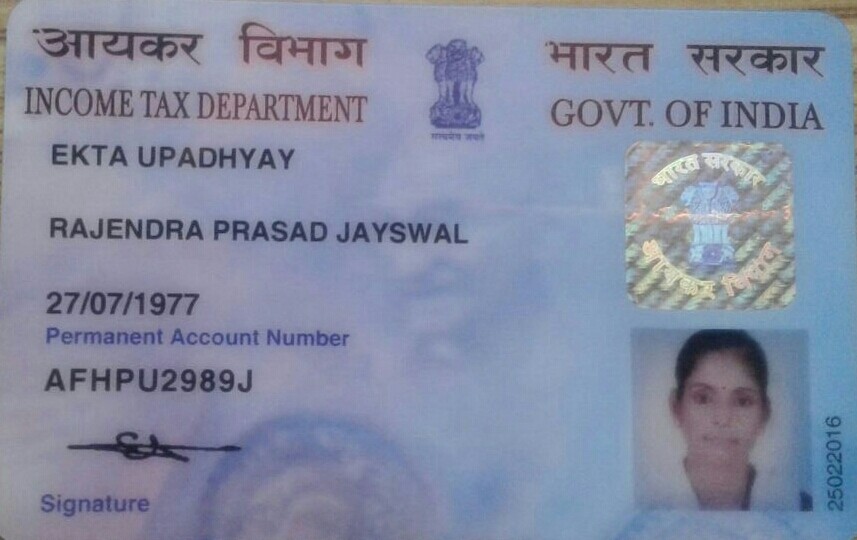 आयकर विभाग
भारत सरकार
INCOME TAX DEPARTMENT
GOVT. OF INDIA
सत्यमेव जयते
EKTA UPADHYAY
भारत सरकार
आयकर विभाग
RAJENDRA PRASAD JAYSWAL
27/07/1977
Permanent Account Number
AFHPU2989J
Signature
25022016